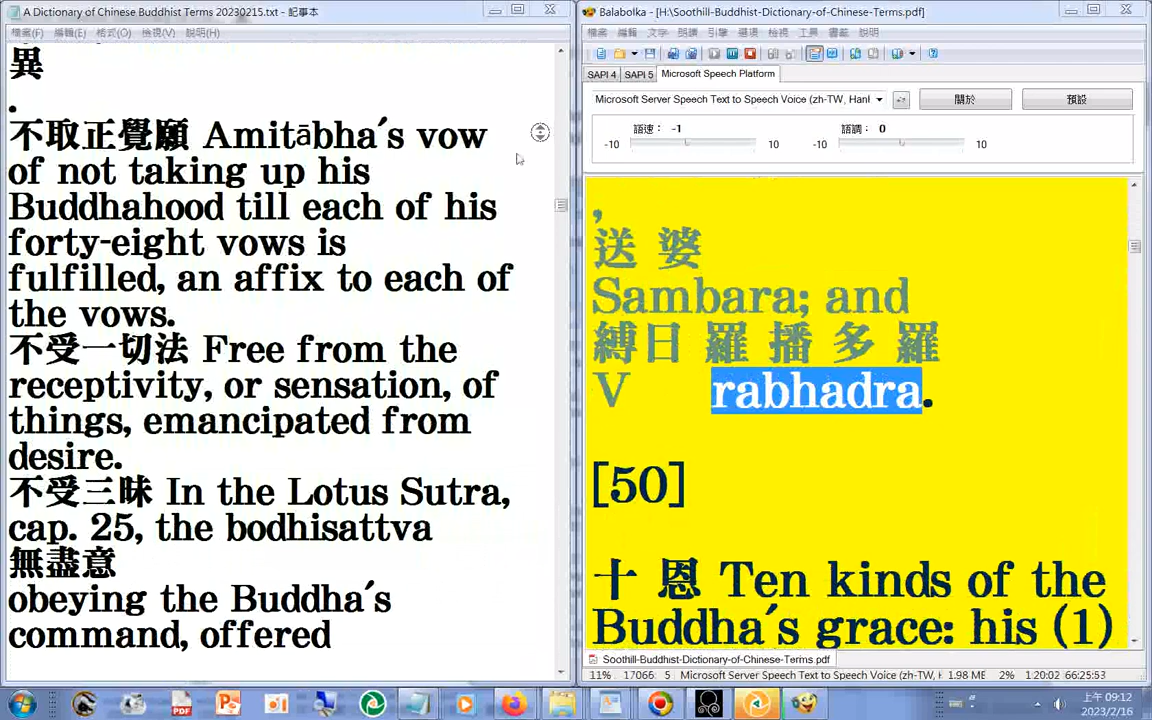 A Dictionary of Chinese Buddhist Terms 20230215.txt - 記事本
檔案(F) 編輯(E) 格式(O) 檢視(V) 說明(H)
異
.
不取正覺願 Amitābha's vow
of not taking up his
Buddhahood till each of his
forty-eight vows is
fulfilled, an affix to each of
the vows.
不受一切法 Free from the
receptivity, or sensation, of
things, emancipated from
desire.
不受三昧 In the Lotus Sutra,
cap. 25, the bodhisattva
無盡意
obeying the Buddha's
command, offered
Balabolka - [H:\Soothill-Buddhist-Dictionary-of-Chinese-Terms.pdf]
檔案 編輯 文字 朗讀 引擎 選項 檢視 工具 書籤 說明
SAPI 4 SAPI 5 Microsoft Speech Platform
Microsoft Server Speech Text to Speech Voice (zh-TW, Hanl
關於 預設
語速： -1 語調： 0
-10 10 -10 10
,
送 婆
Sambara; and
縛日 羅 播 多 羅
V rabhadra.
[50]
十 恩 Ten kinds of the
Buddha's grace: his (1)
Soothill-Buddhist-Dictionary-of-Chinese-Terms.pdf
11% 17066: 5 Microsoft Server Speech Text to Speech Voice (zh-TW, H 1.98 ME 2% 1:20:02 66:25:53
上午 09:12
2023/2/16